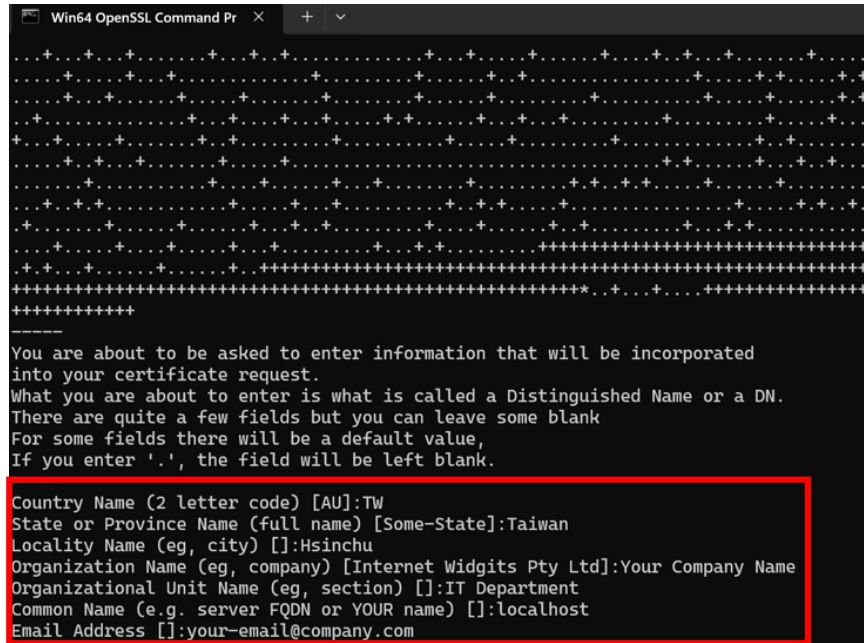 Win64 OpenSSL Command Pr
-----
You are about to be asked to enter information that will be incorporated
into your certificate request.
What you are about to enter is what is called a Distinguished Name or a DN.
There are quite a few fields but you can leave some blank
For some fields there will be a default value,
If you enter '.', the field will be left blank.
Country Name (2 letter code) [AU]:TW
State or Province Name (full name) [Some-State]:Taiwan
Locality Name (eg, city) []:Hsinchu
Organization Name (eg, company) [Internet Widgits Pty Ltd]:Your Company Name
Organizational Unit Name (eg, section) []:IT Department
Common Name (e.g. server FQDN or YOUR name) []:localhost
Email Address []:your-email@company.com